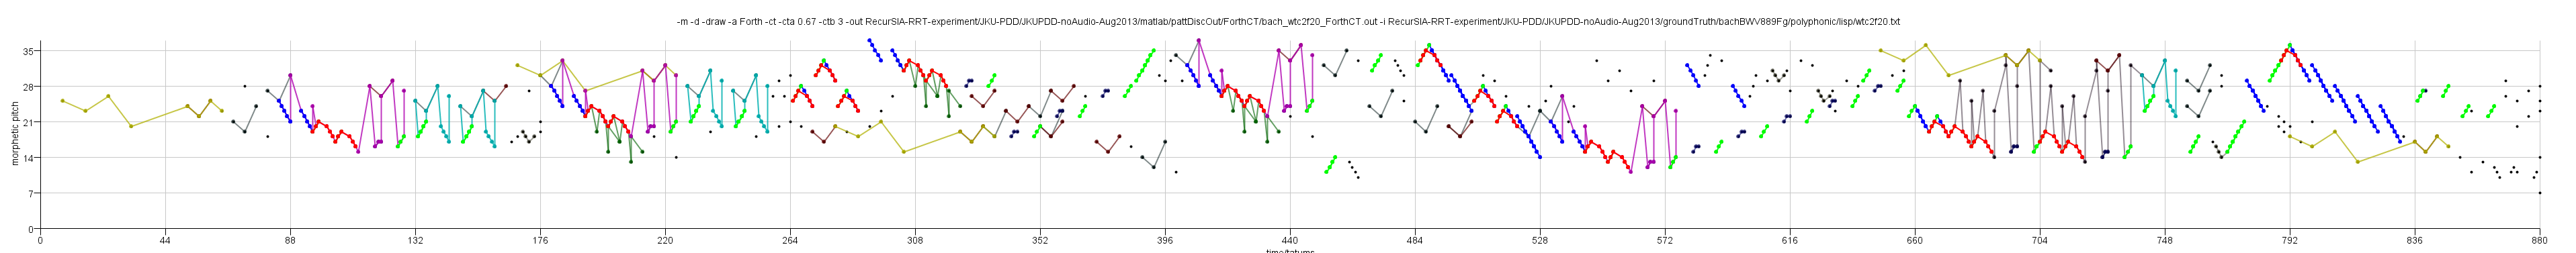 -m -d -draw -a Forth -ct -cta 0.67 -ctb 3 -out RecurSIA-RRT-experiment/JKU-PDD/JKUPDD-noAudio-Aug2013/matlab/pattDiscOut/ForthCT/bach_wtc2f20_ForthCT.out -i RecurSIA-RRT-experiment/JKU-PDD/JKUPDD-noAudio-Aug2013/groundTruth/bachBWV889Fg/polyphonic/lisp/wtc2f20.txt
morphetic pitch
35
28
21
14
7
0
0 44 88 132 176 220 264 308 352 396 440 484 528 572 616 660 704 748 792 836 880
time/tatums